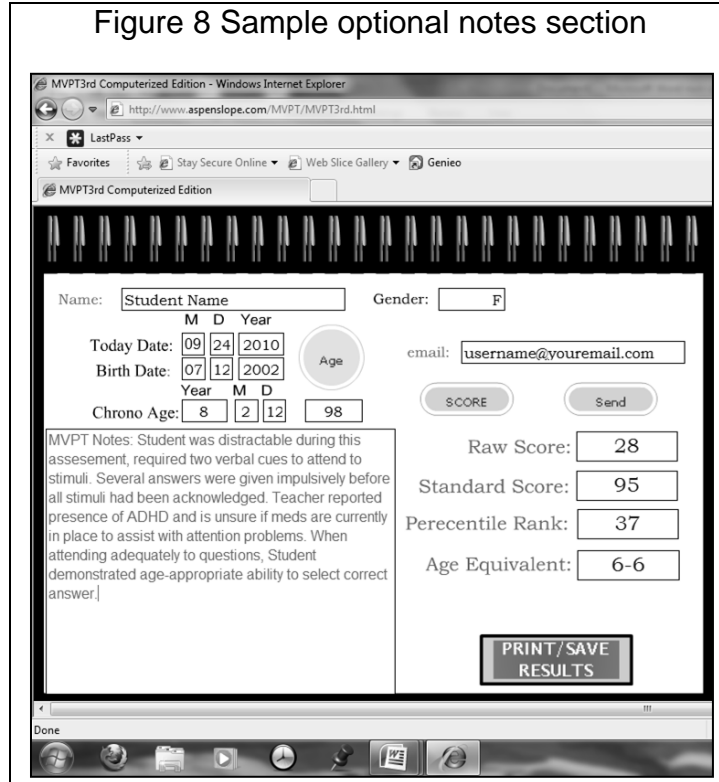 Figure 8 Sample optional notes section
MVPT3rd Computerized Edition - Windows Internet Explorer
http://www.aspenslope.com/MVPT/MVPT3rd.html
x LastPass
Favorites Stay Secure Online Web Slice Gallery Genieo
MVPT3rd Computerized Edition
Name: Student Name Gender: F
M D Year
Today Date: 09 24 2010
Birth Date: 07 12 2002
Age
email: username@youremail.com
Year M D
Chrono Age: 8 2 12 98
SCORE Send
MVPT Notes: Student was distractable during this
assesement, required two verbal cues to attend to
stimuli. Several answers were given impulsively before
all stimuli had been acknowledged. Teacher reported
presence of ADHD and is unsure if meds are currently
in place to assist with attention problems. When
attending adequately to questions, Student
demonstrated age-appropriate ability to select correct
answer.
Raw Score: 28
Standard Score: 95
Perecentile Rank: 37
Age Equivalent: 6-6
PRINT/SAVE
RESULTS
Done